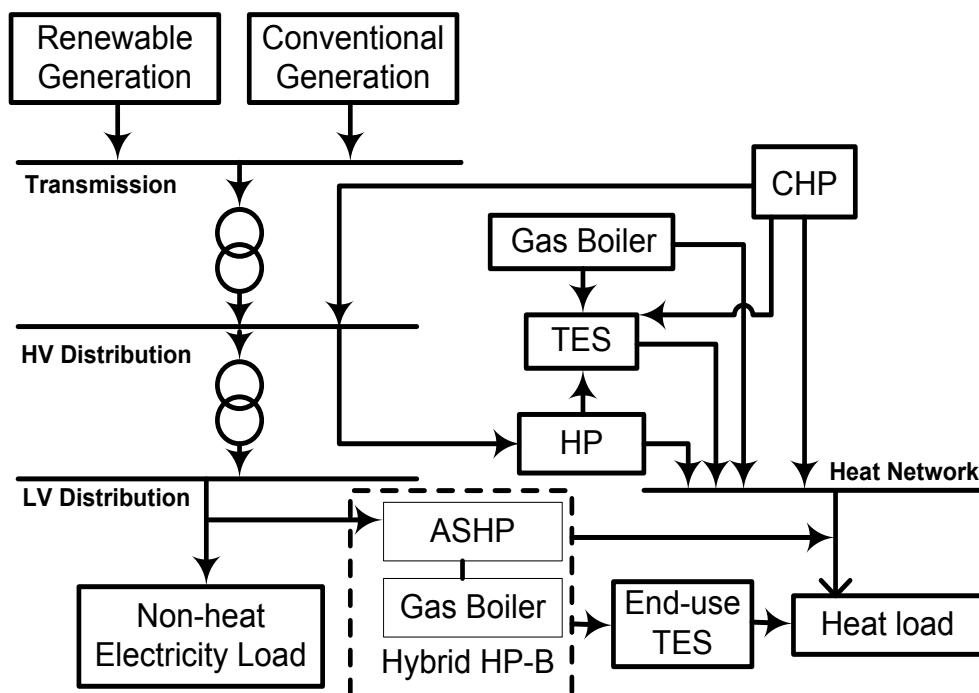 Renewable
Generation
Conventional
Generation
Transmission
CHP
Gas Boiler
TES
HV Distribution
HP
Heat Network
LV Distribution
ASHP
Gas Boiler
Hybrid HP-B
Non-heat
Electricity Load
End-use
TES
Heat load